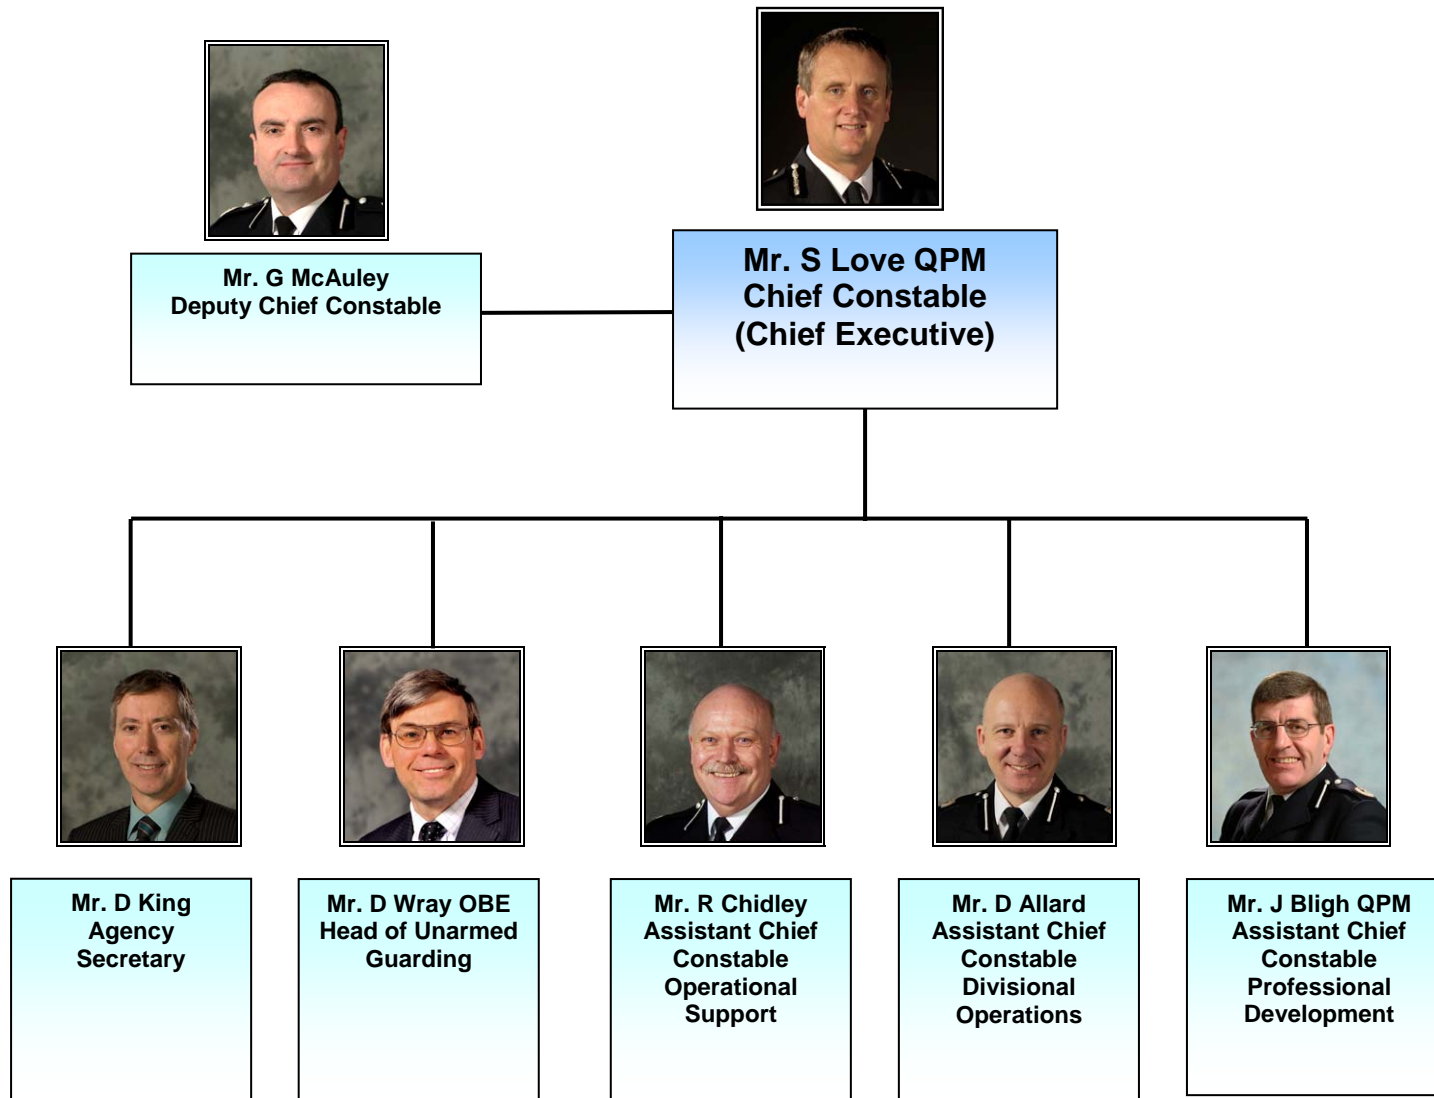 Mr. G McAuley
Deputy Chief Constable
Mr. S Love QPM
Chief Constable
(Chief Executive)
Mr. D King
Agency
Secretary
Mr. D Wray OBE
Head of Unarmed
Guarding
Mr. R Chidley
Assistant Chief
Constable
Operational
Support
Mr. D Allard
Assistant Chief
Constable
Divisional
Operations
Mr. J Bligh QPM
Assistant Chief
Constable
Professional
Development